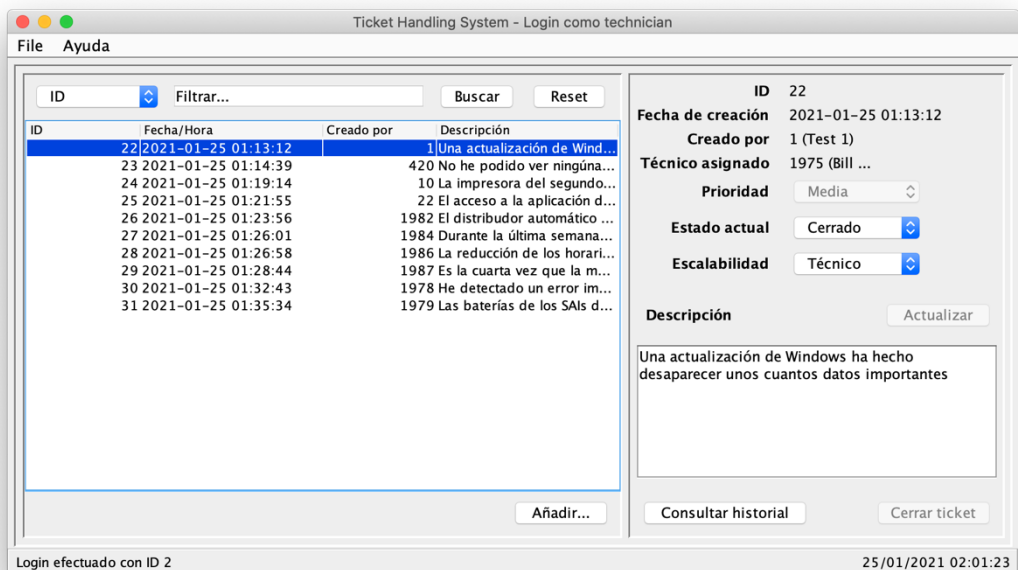 Ticket Handling System - Login como technician
File Ayuda
ID Filtrar... Buscar Reset
ID Fecha/Hora Creado por Descripción
22 2021-01-25 01:13:12 1 Una actualización de Wind...
23 2021-01-25 01:14:39 420 No he podido ver ningúna...
24 2021-01-25 01:19:14 10 La impresora del segundo...
25 2021-01-25 01:21:55 22 El acceso a la aplicación d...
26 2021-01-25 01:23:56 1982 El distribudor automático ...
27 2021-01-25 01:26:01 1984 Durante la última semana...
28 2021-01-25 01:26:58 1986 La reducción de los horari...
29 2021-01-25 01:28:44 1987 Es la cuarta vez que la m...
30 2021-01-25 01:32:43 1978 He detectado un error im...
31 2021-01-25 01:35:34 1979 Las baterías de los SAIs d...
Añadir...
ID 22
Fecha de creación 2021-01-25 01:13:12
Creado por 1 (Test 1)
Técnico asignado 1975 (Bill ...
Prioridad Media
Estado actual Cerrado
Escalabilidad Técnico
Descripción Actualizar
Una actualización de Windows ha hecho
desaparecer unos cuantos datos importantes
Consultar historial Cerrar ticket
Login efectuado con ID 2 25/01/2021 02:01:23